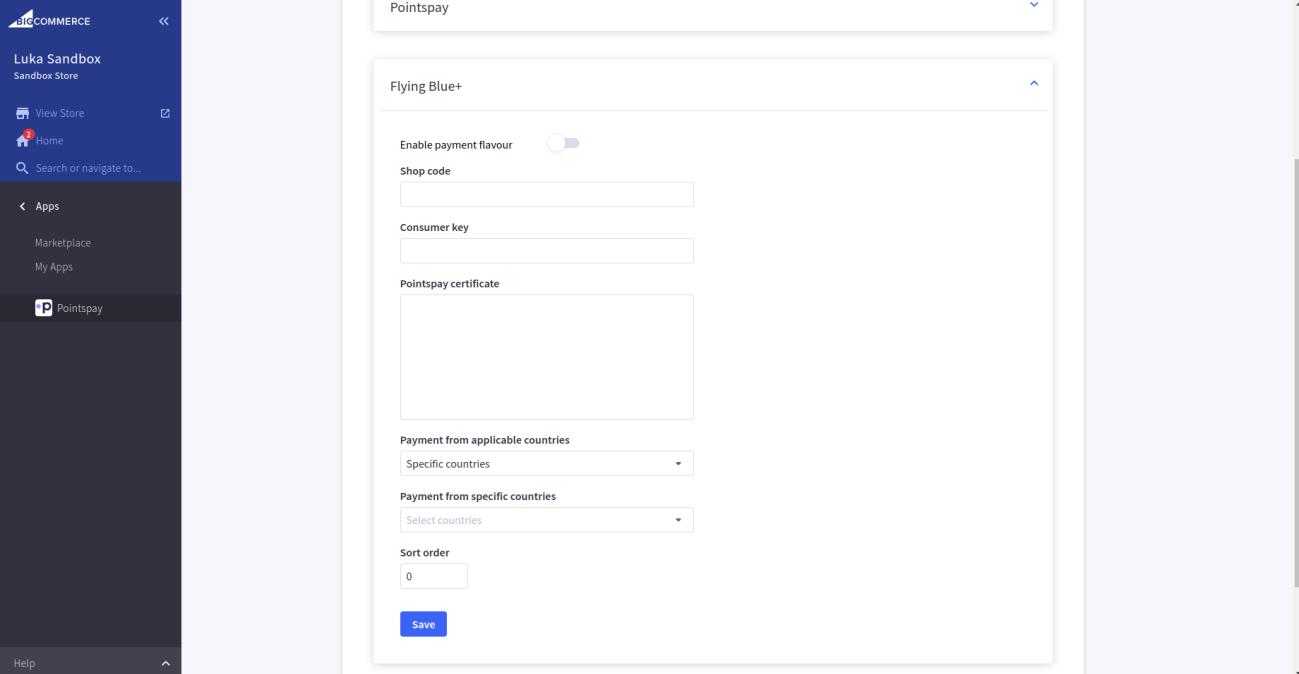 BIGCOMMERCE
Luka Sandbox
Sandbox Store
View Store
2
Home
Search or navigate to...
Apps
Marketplace
My Apps
Pointspay
Help
Pointspay
Flying Blue+
Enable payment flavour
Shop code
Consumer key
Pointspay certificate
Payment from applicable countries
Specific countries
Payment from specific countries
Select countries
Sort order
0
Save